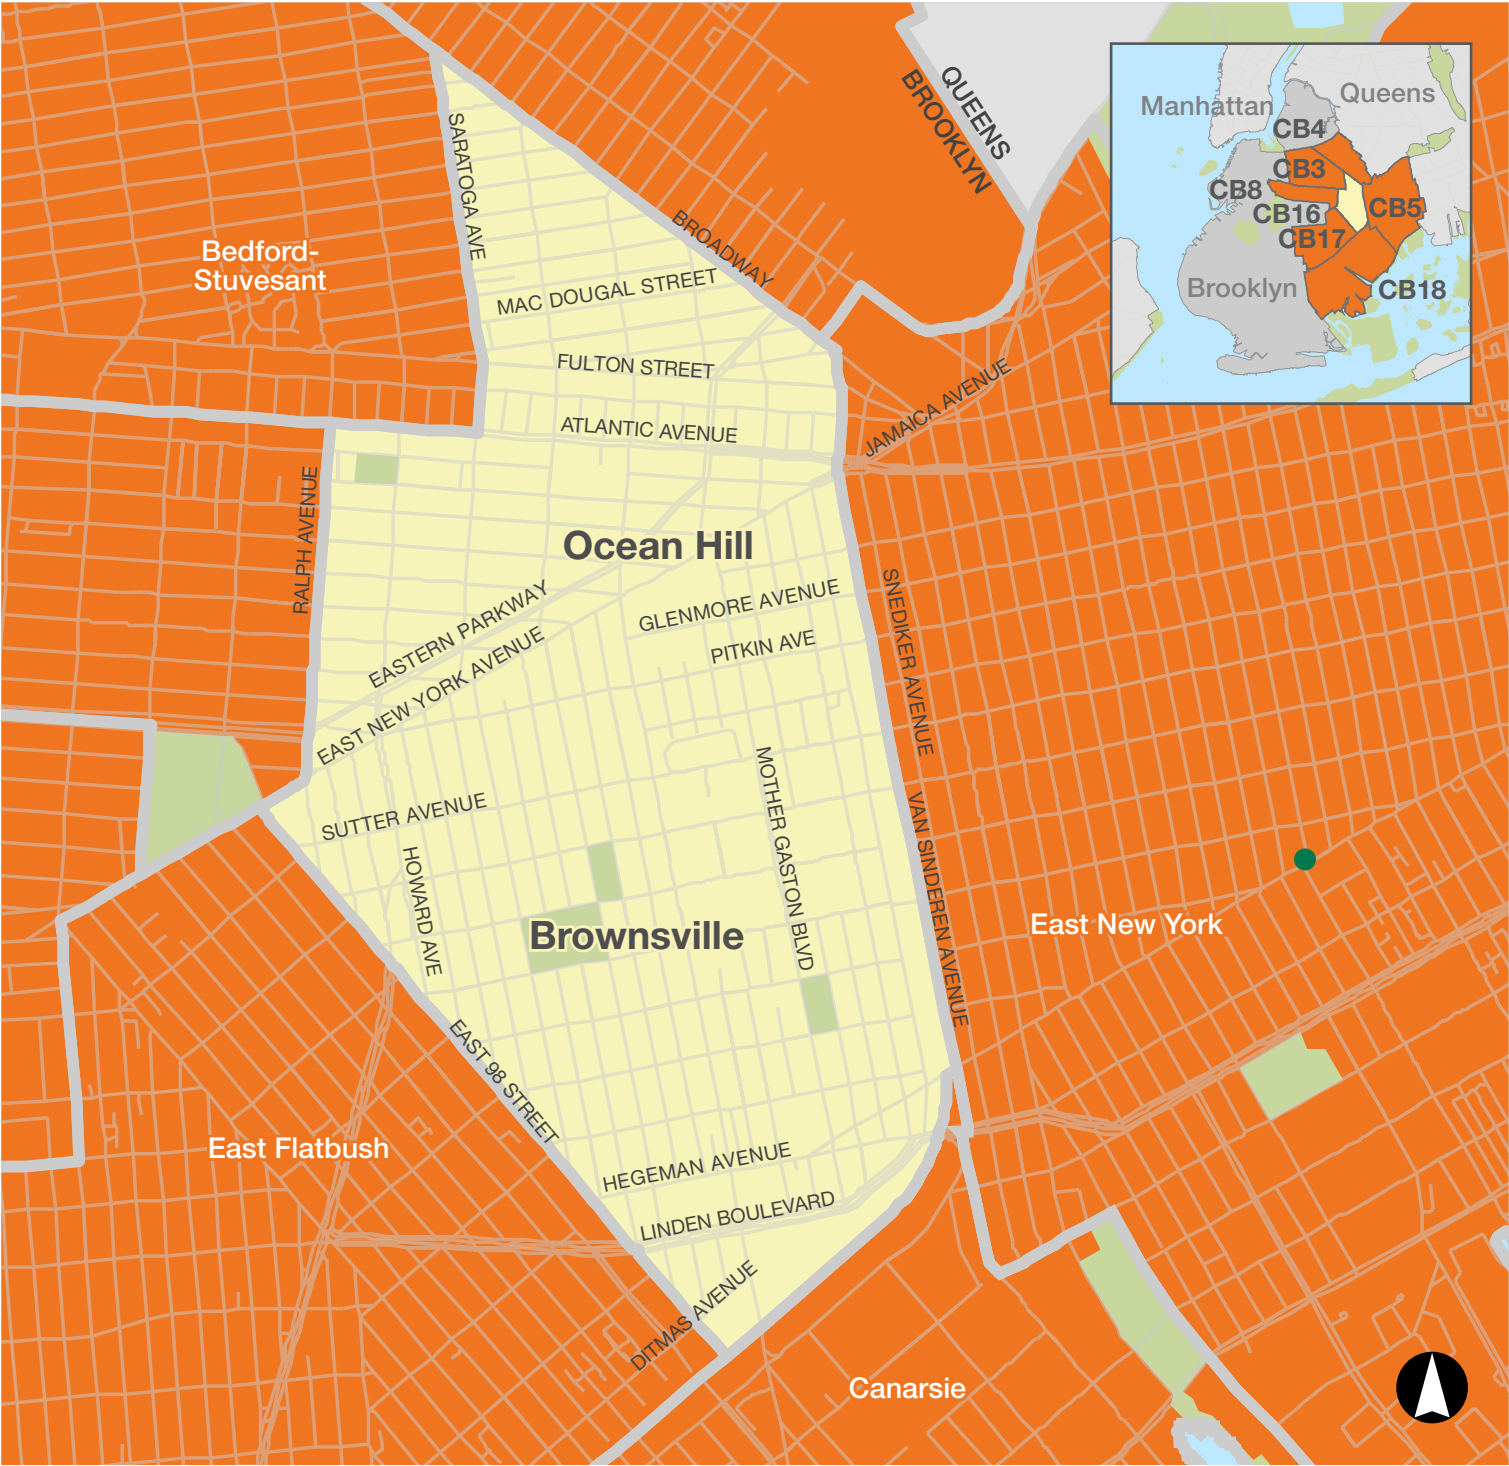 QUEENS
BROOKLYN
Manhattan
Queens
CB4
CB3
CB8
CB16
CB5
CB17
Brooklyn
CB18
SARATOGA AVE
BROADWAY
Bedford-
Stuvesant
MAC DOUGAL STREET
FULTON STREET
JAMAICA AVENUE
ATLANTIC AVENUE
RALPH AVENUE
Ocean Hill
EASTERN PARKWAY
GLENMORE AVENUE
SNEDIKER AVENUE
EAST NEW YORK AVENUE
PITKIN AVE
SUTTER AVENUE
MOTHER GASTON BLVD
VAN SINDEREN AVENUE
HOWARD AVE
Brownsville
East New York
EAST 98 STREET
East Flatbush
HEGEMAN AVENUE
LINDEN BOULEVARD
DITMAS AVENUE
Canarsie